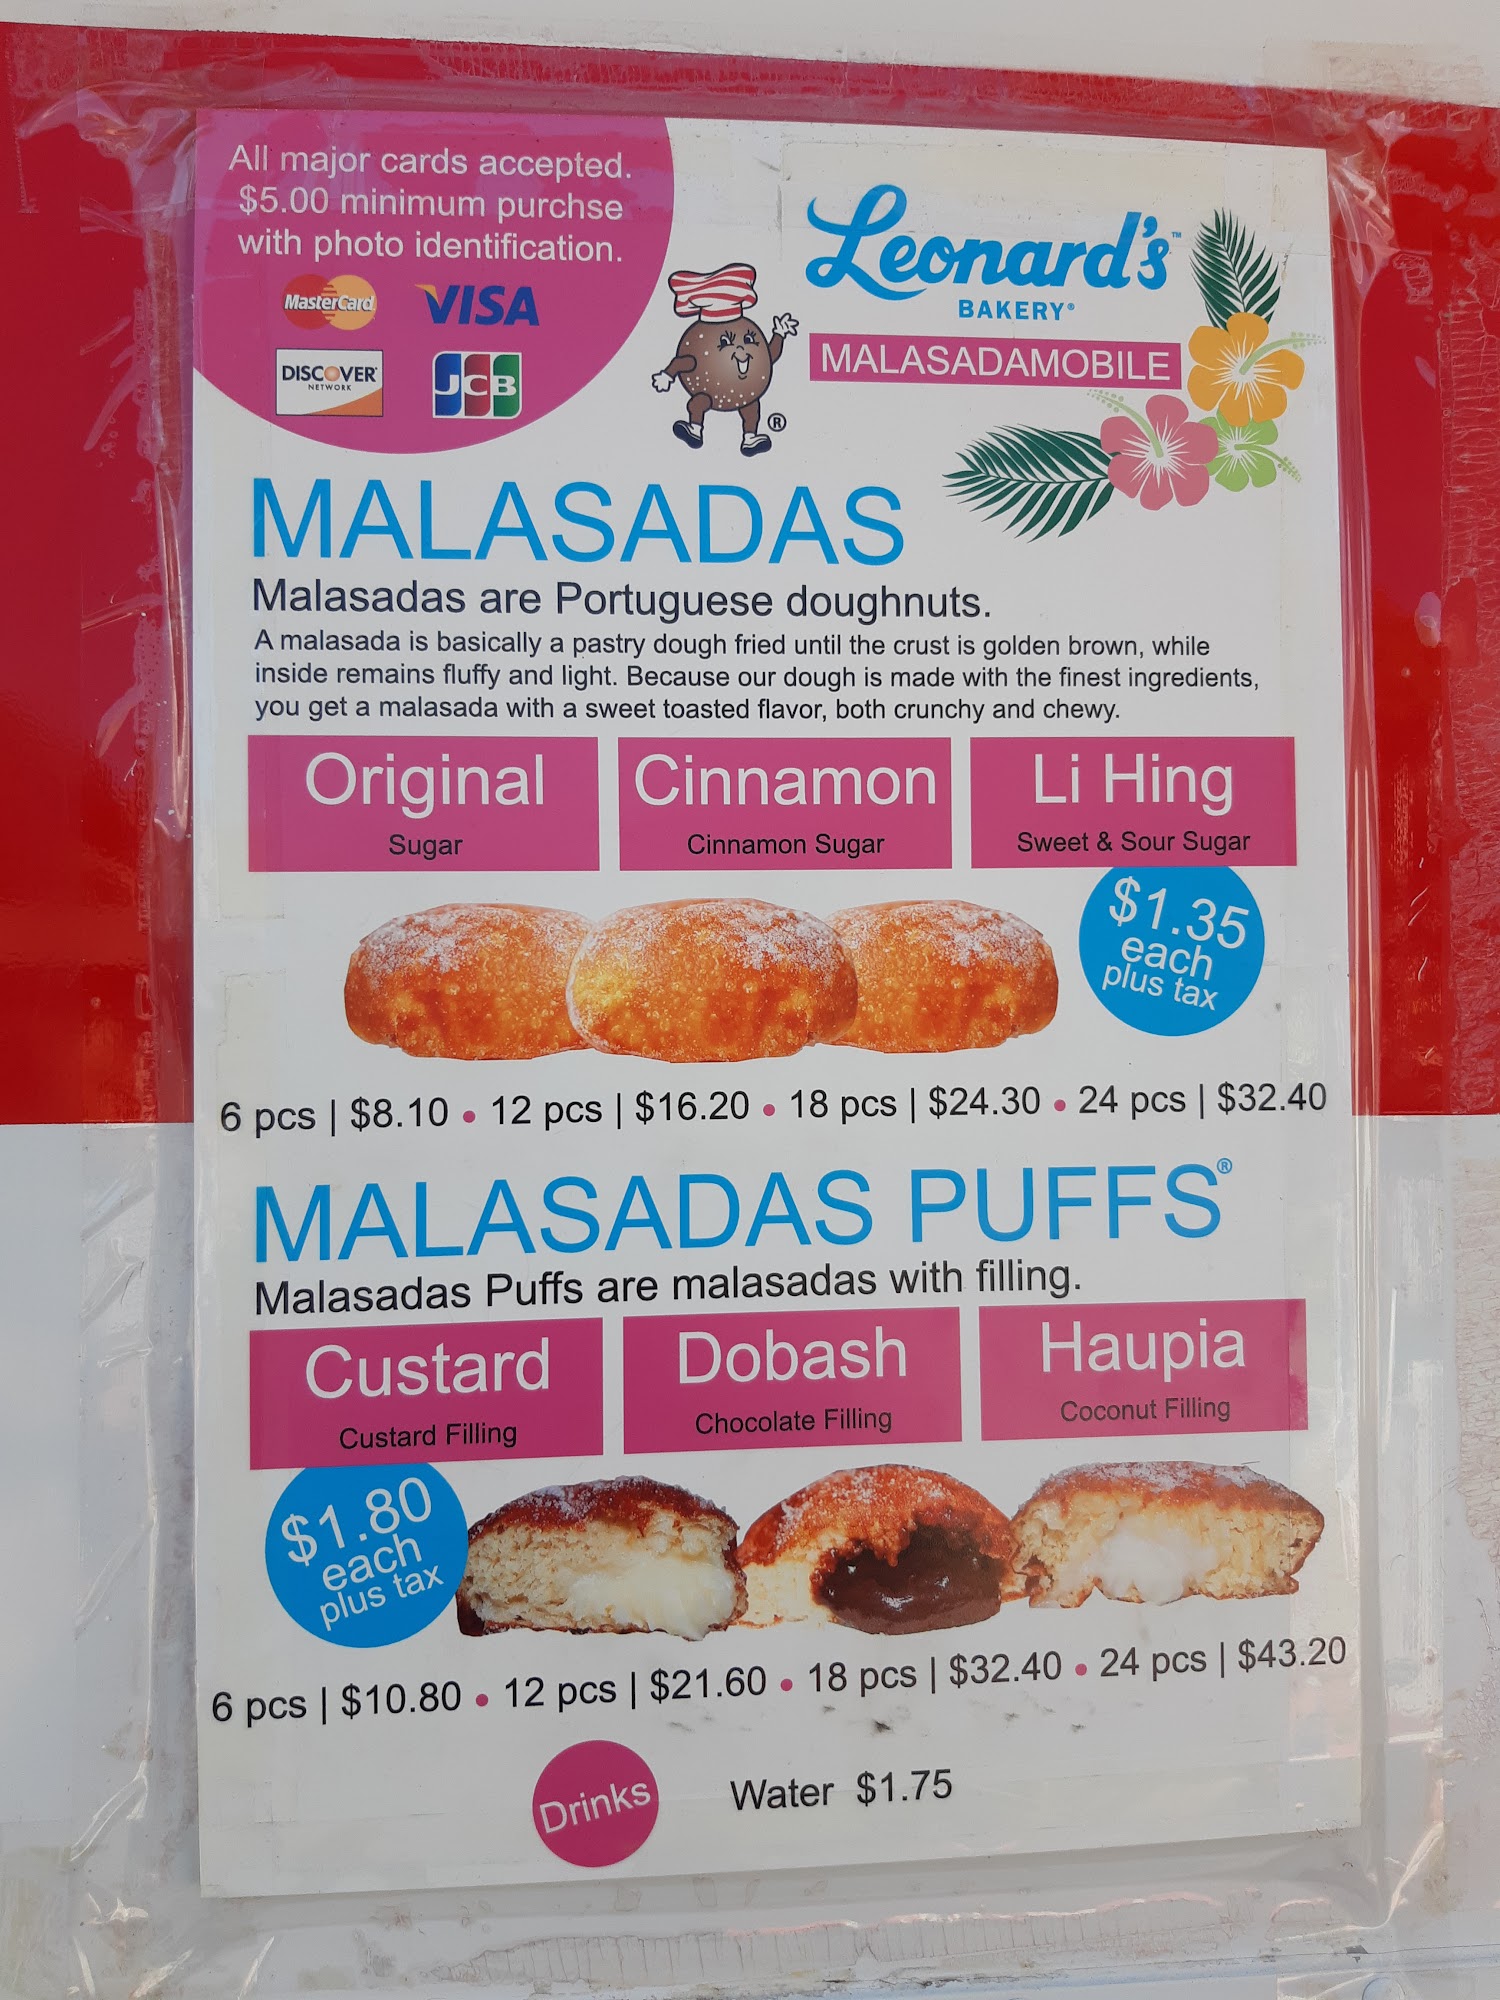 All major cards accepted.
$5.00 minimum purchse
with photo identification.
MasterCard
VISA
DISCOVER
NETWORK
JCB
®
Leonard's™
BAKERY®
MALASADAMOBILE
MALASADAS
Malasadas are Portuguese doughnuts.
A malasada is basically a pastry dough fried until the crust is golden brown, while
inside remains fluffy and light. Because our dough is made with the finest ingredients,
you get a malasada with a sweet toasted flavor, both crunchy and chewy.
Original
Sugar
Cinnamon
Cinnamon Sugar
Li Hing
Sweet & Sour Sugar
$1.35
each
plus tax
6 pcs | $8.10 • 12 pcs | $16.20 • 18 pcs | $24.30 • 24 pcs | $32.40
MALASADAS PUFFS®
Malasadas Puffs are malasadas with filling.
Custard
Custard Filling
Dobash
Chocolate Filling
Haupia
Coconut Filling
$1.80
each
plus tax
6 pcs | $10.80 • 12 pcs | $21.60 • 18 pcs | $32.40 • 24 pcs | $43.20
Drinks
Water $1.75